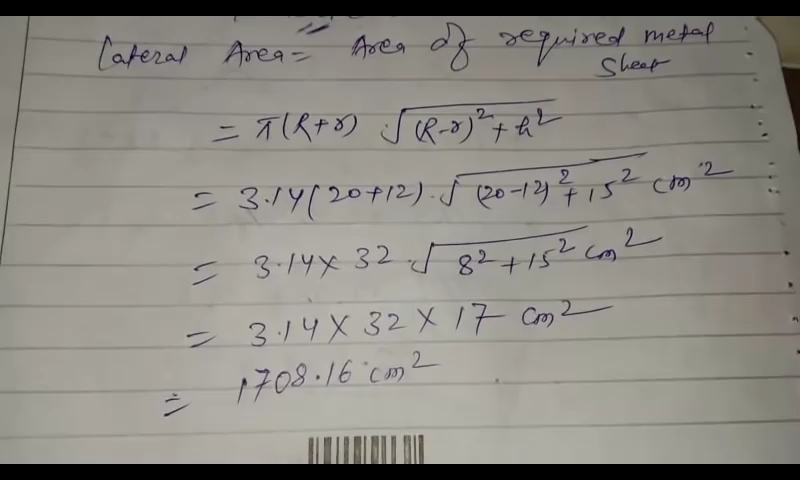 Lateral Area = Area of required metal
Sheet
= π(R+r) . √(R-r)² + h²
= 3.14(20+12) . √(20-12)² + 15² cm²
= 3.14 × 32 . √8² + 15² cm²
= 3.14 × 32 × 17 cm²
= 1708.16 cm²